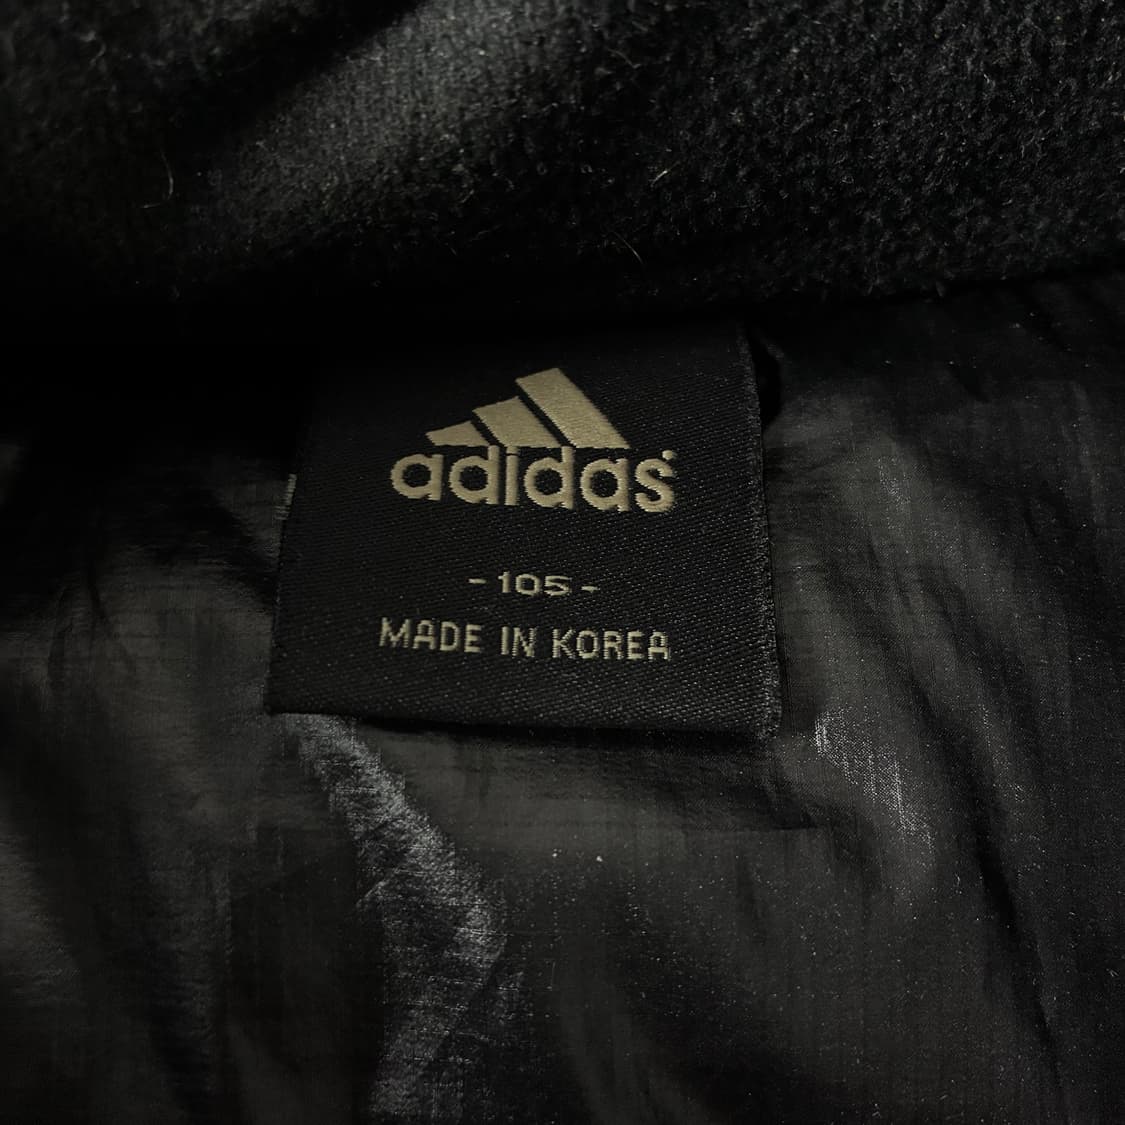 adidas
- 105 -
MADE IN KOREA